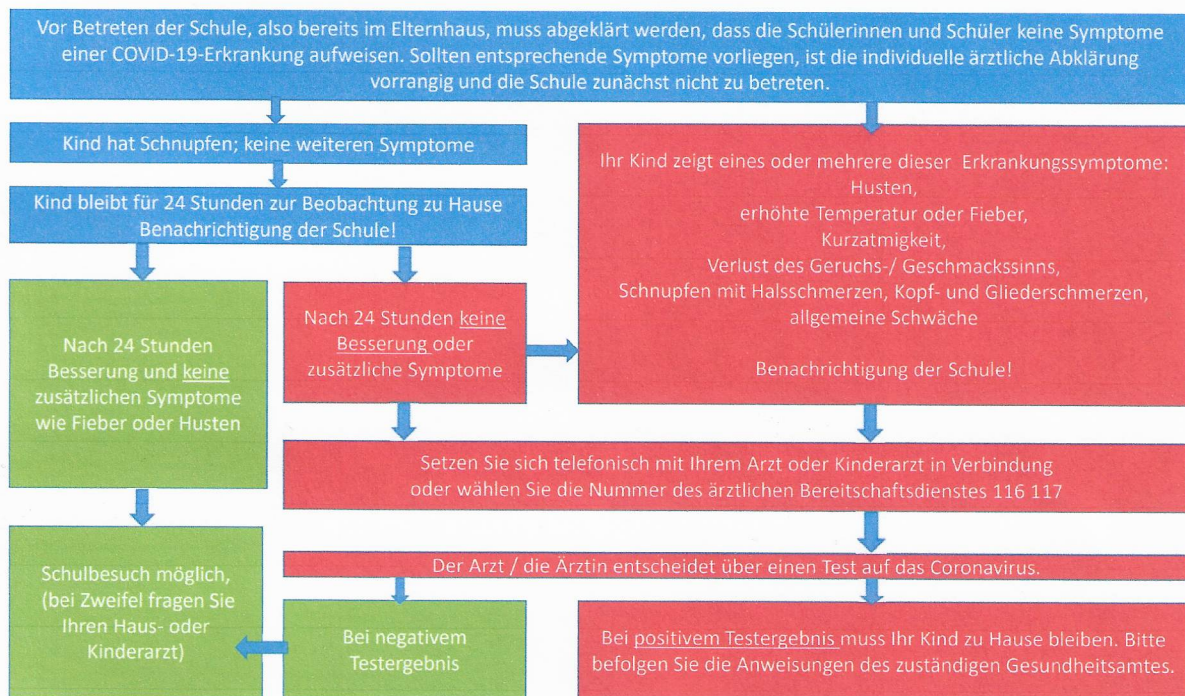 Vor Betreten der Schule, also bereits im Elternhaus, muss abgeklärt werden, dass die Schülerinnen und Schüler keine Symptome
einer COVID-19-Erkrankung aufweisen. Sollten entsprechende Symptome vorliegen, ist die individuelle ärztliche Abklärung
vorrangig und die Schule zunächst nicht zu betreten.
Kind hat Schnupfen; keine weiteren Symptome
Kind bleibt für 24 Stunden zur Beobachtung zu Hause
Benachrichtigung der Schule!
Ihr Kind zeigt eines oder mehrere dieser Erkrankungssymptome:
Husten,
erhöhte Temperatur oder Fieber,
Kurzatmigkeit,
Verlust des Geruchs-/ Geschmackssinns,
Schnupfen mit Halsschmerzen, Kopf- und Gliederschmerzen,
allgemeine Schwäche
Benachrichtigung der Schule!
Nach 24 Stunden
Besserung und keine
zusätzlichen Symptome
wie Fieber oder Husten
Nach 24 Stunden keine
Besserung oder
zusätzliche Symptome
Setzen Sie sich telefonisch mit Ihrem Arzt oder Kinderarzt in Verbindung
oder wählen Sie die Nummer des ärztlichen Bereitschaftsdienstes 116 117
Der Arzt / die Ärztin entscheidet über einen Test auf das Coronavirus.
Schulbesuch möglich,
(bei Zweifel fragen Sie
Ihren Haus- oder
Kinderarzt)
Bei negativem
Testergebnis
Bei positivem Testergebnis muss Ihr Kind zu Hause bleiben. Bitte
befolgen Sie die Anweisungen des zuständigen Gesundheitsamtes.